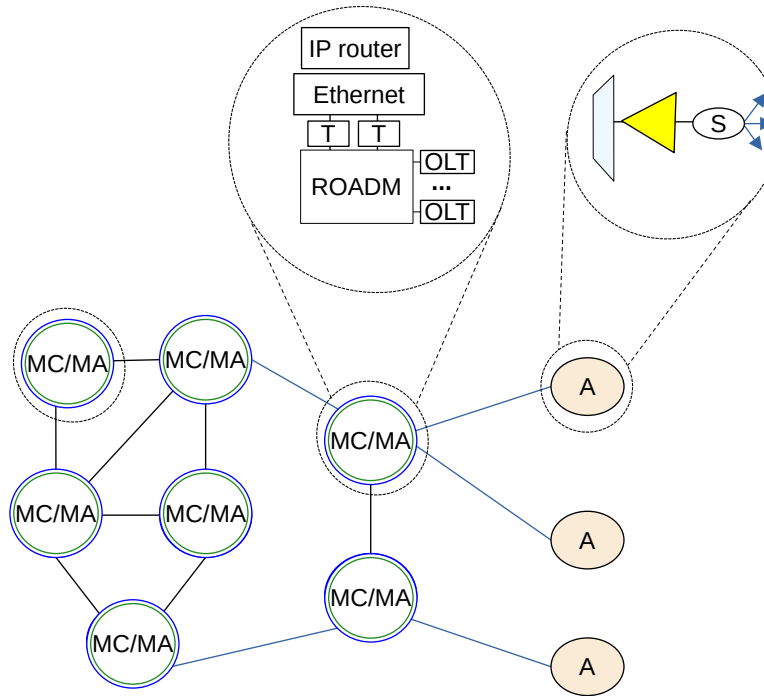 IP router
Ethernet
T T
OLT
ROADM
...
OLT
S
MC/MA
MC/MA
MC/MA
A
MC/MA
MC/MA
A
MC/MA
MC/MA
A